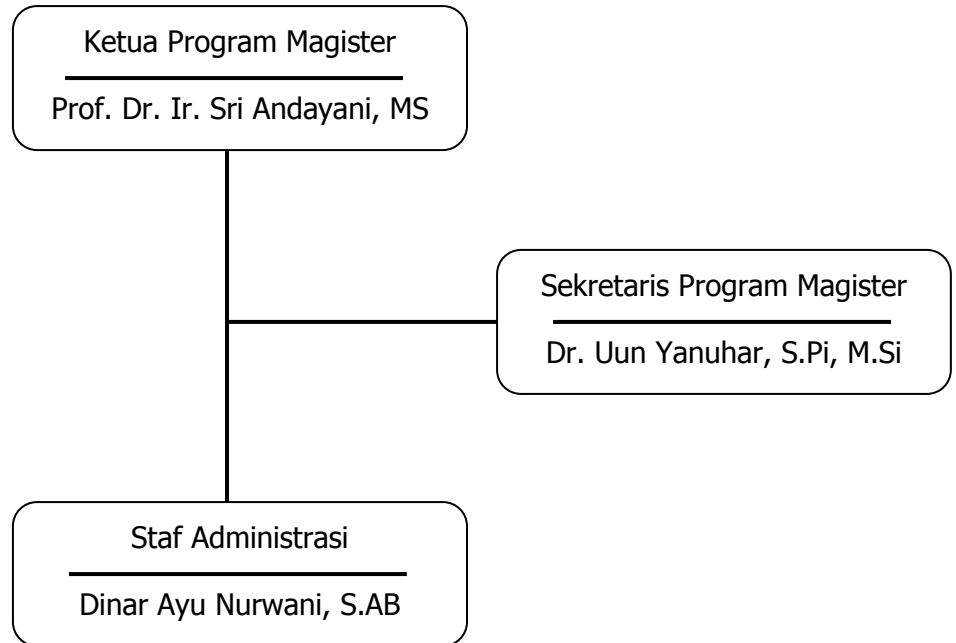 Ketua Program Magister
Prof. Dr. Ir. Sri Andayani, MS
Sekretaris Program Magister
Dr. Uun Yanuhar, S.Pi, M.Si
Staf Administrasi
Dinar Ayu Nurwani, S.AB